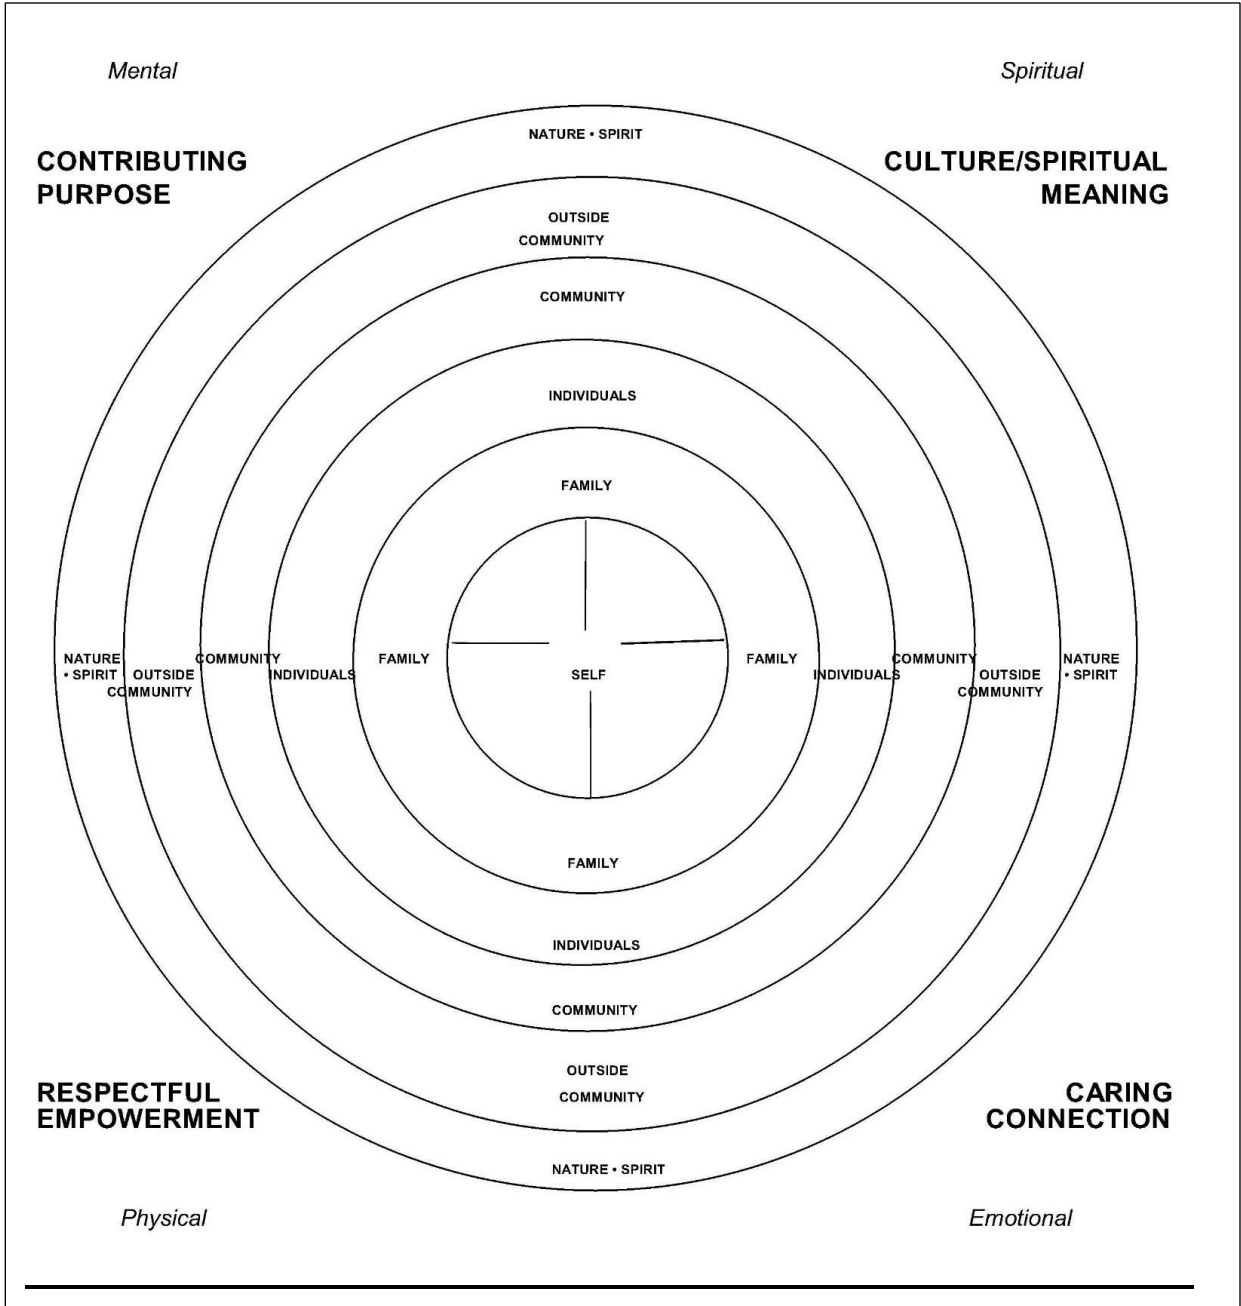 Mental
Spiritual
CONTRIBUTING
PURPOSE
CULTURE/SPIRITUAL
MEANING
NATURE • SPIRIT
OUTSIDE
COMMUNITY
COMMUNITY
INDIVIDUALS
FAMILY
NATURE
• SPIRIT
OUTSIDE
COMMUNITY
COMMUNITY
INDIVIDUALS
FAMILY
SELF
FAMILY
INDIVIDUALS
COMMUNITY
OUTSIDE
COMMUNITY
NATURE
• SPIRIT
FAMILY
INDIVIDUALS
COMMUNITY
OUTSIDE
COMMUNITY
NATURE • SPIRIT
RESPECTFUL
EMPOWERMENT
CARING
CONNECTION
Physical
Emotional